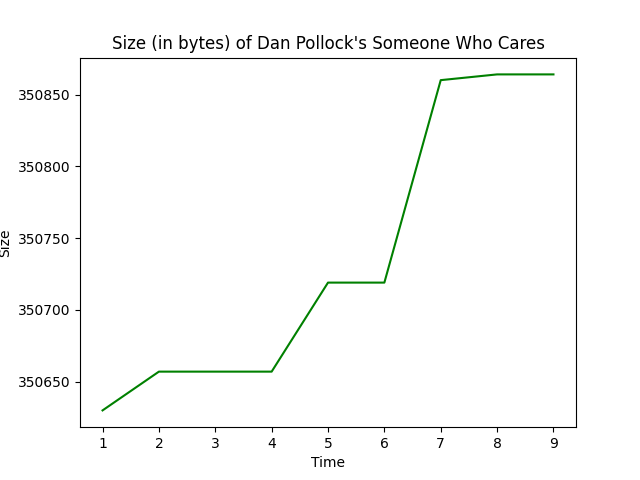 Size (in bytes) of Dan Pollock's Someone Who Cares
350850
350800
350750
350700
350650
Size
1 2 3 4 5 6 7 8 9
Time